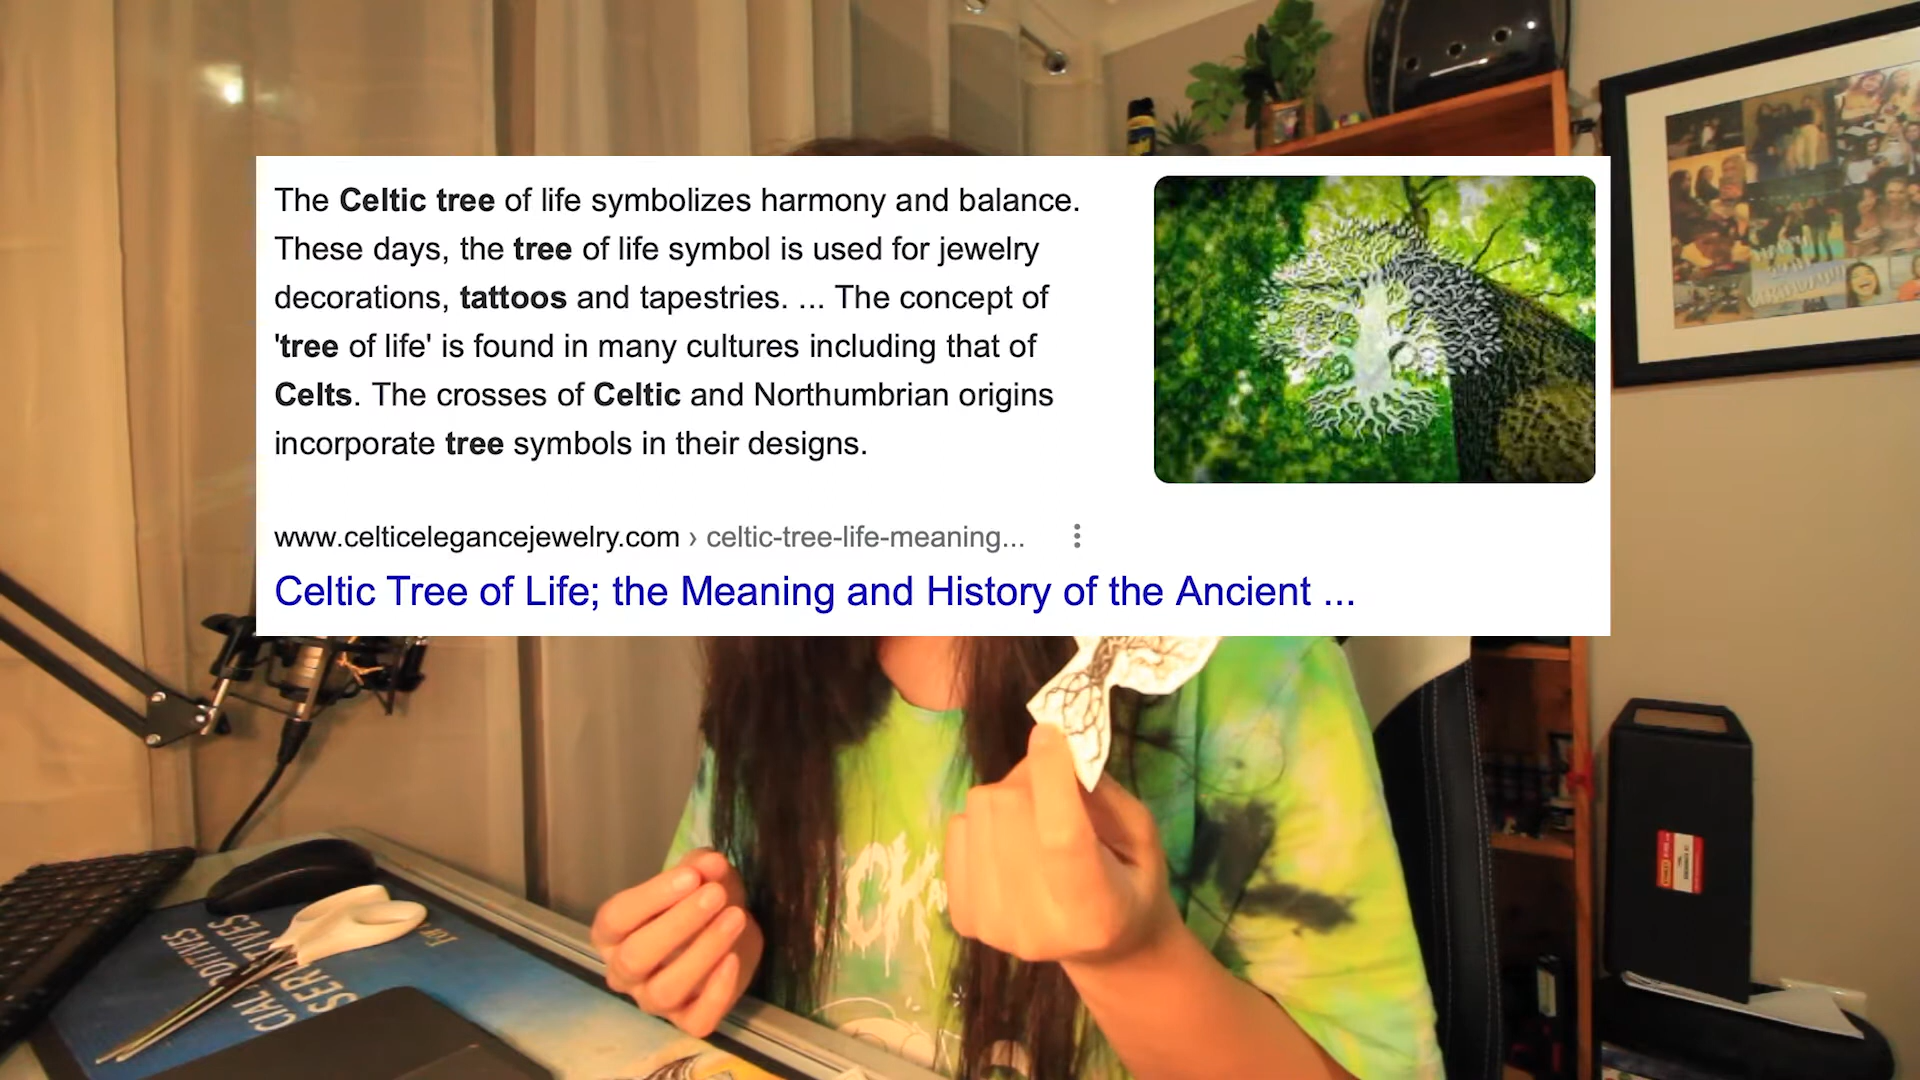 The Celtic tree of life symbolizes harmony and balance.
These days, the tree of life symbol is used for jewelry
decorations, tattoos and tapestries. ... The concept of
'tree of life' is found in many cultures including that of
Celts. The crosses of Celtic and Northumbrian origins
incorporate tree symbols in their designs.
www.celticelegancejewelry.com › celtic-tree-life-meaning...
Celtic Tree of Life; the Meaning and History of the Ancient ...